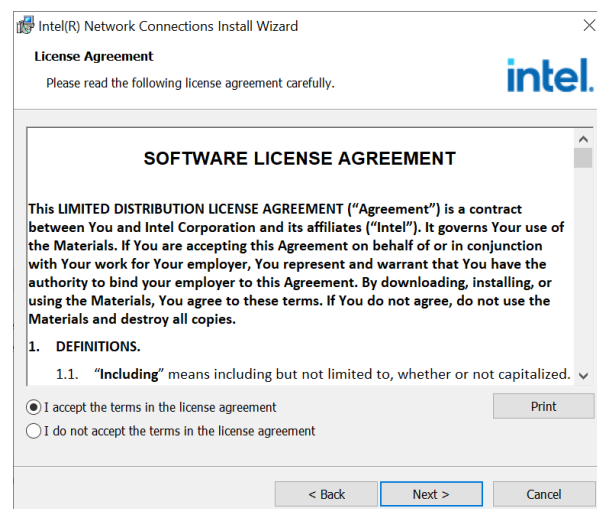 Intel(R) Network Connections Install Wizard
License Agreement
Please read the following license agreement carefully.
intel.
SOFTWARE LICENSE AGREEMENT
This LIMITED DISTRIBUTION LICENSE AGREEMENT (“Agreement”) is a contract
between You and Intel Corporation and its affiliates (“Intel”). It governs Your use of
the Materials. If You are accepting this Agreement on behalf of or in conjunction
with Your work for Your employer, You represent and warrant that You have the
authority to bind your employer to this Agreement. By downloading, installing, or
using the Materials, You agree to these terms. If You do not agree, do not use the
Materials and destroy all copies.
1. DEFINITIONS.
1.1. “Including” means including but not limited to, whether or not capitalized.
I accept the terms in the license agreement
Print
I do not accept the terms in the license agreement
< Back
Next >
Cancel